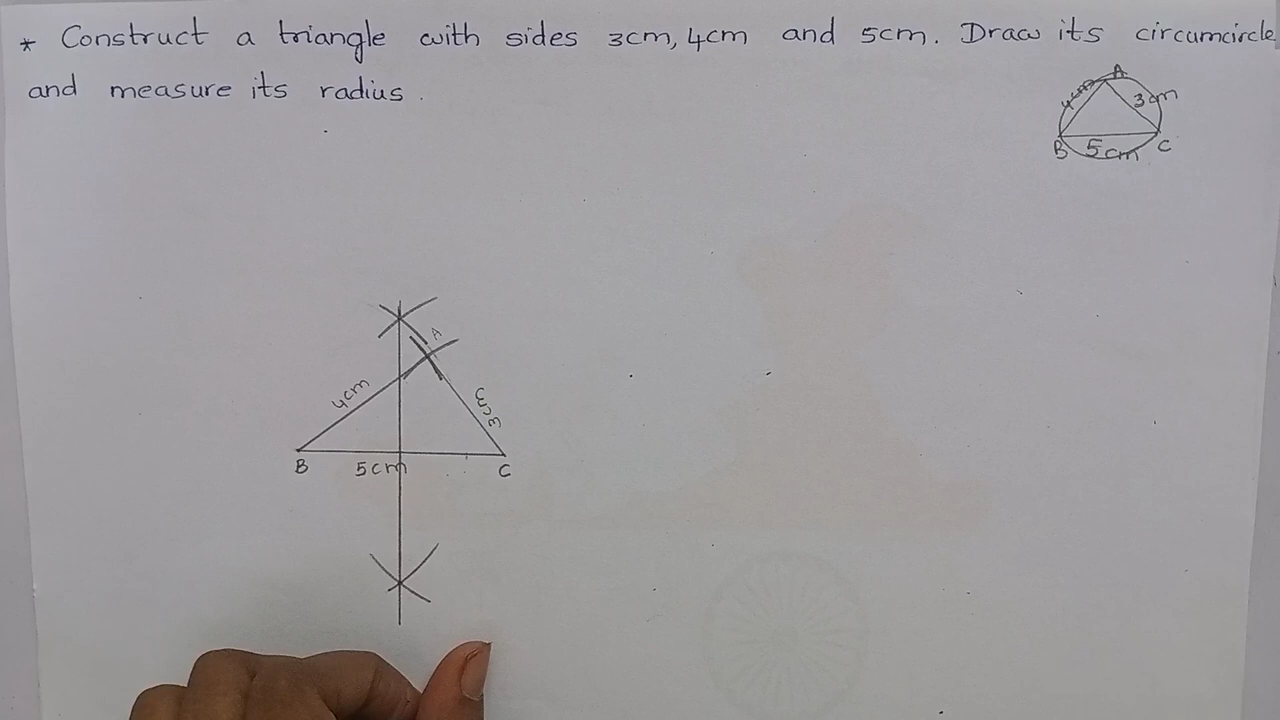 * Construct a triangle with sides 3cm, 4cm and 5cm. Draw its circumcircle
and measure its radius.
A
4cm
3cm
B
5cm
C
A
4cm
3cm
B
5cm
C